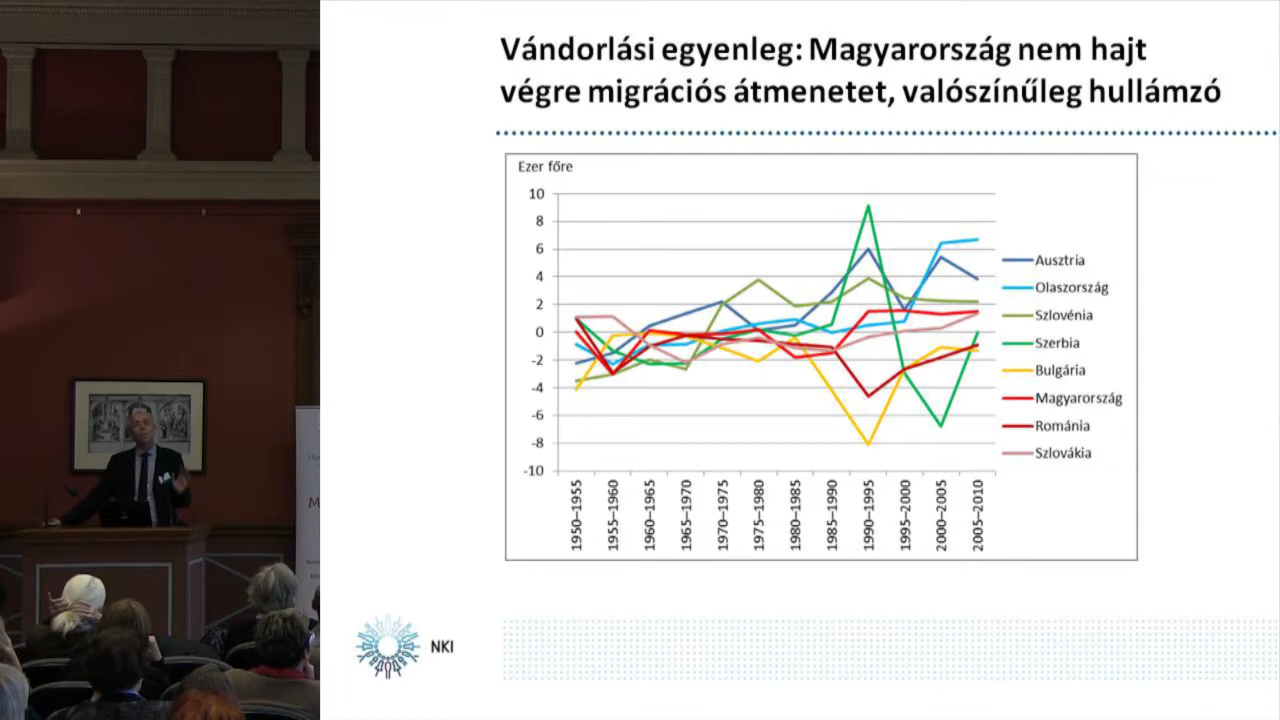 Vándorlási egyenleg: Magyarország nem hajt
végre migrációs átmenetet, valószínűleg hullámzó
Ezer főre
10
8
6
4
2
0
-2
-4
-6
-8
-10
1950–1955
1955–1960
1960–1965
1965–1970
1970–1975
1975–1980
1980–1985
1985–1990
1990–1995
1995–2000
2000–2005
2005–2010
Ausztria
Olaszország
Szlovénia
Szerbia
Bulgária
Magyarország
Románia
Szlovákia
NKI